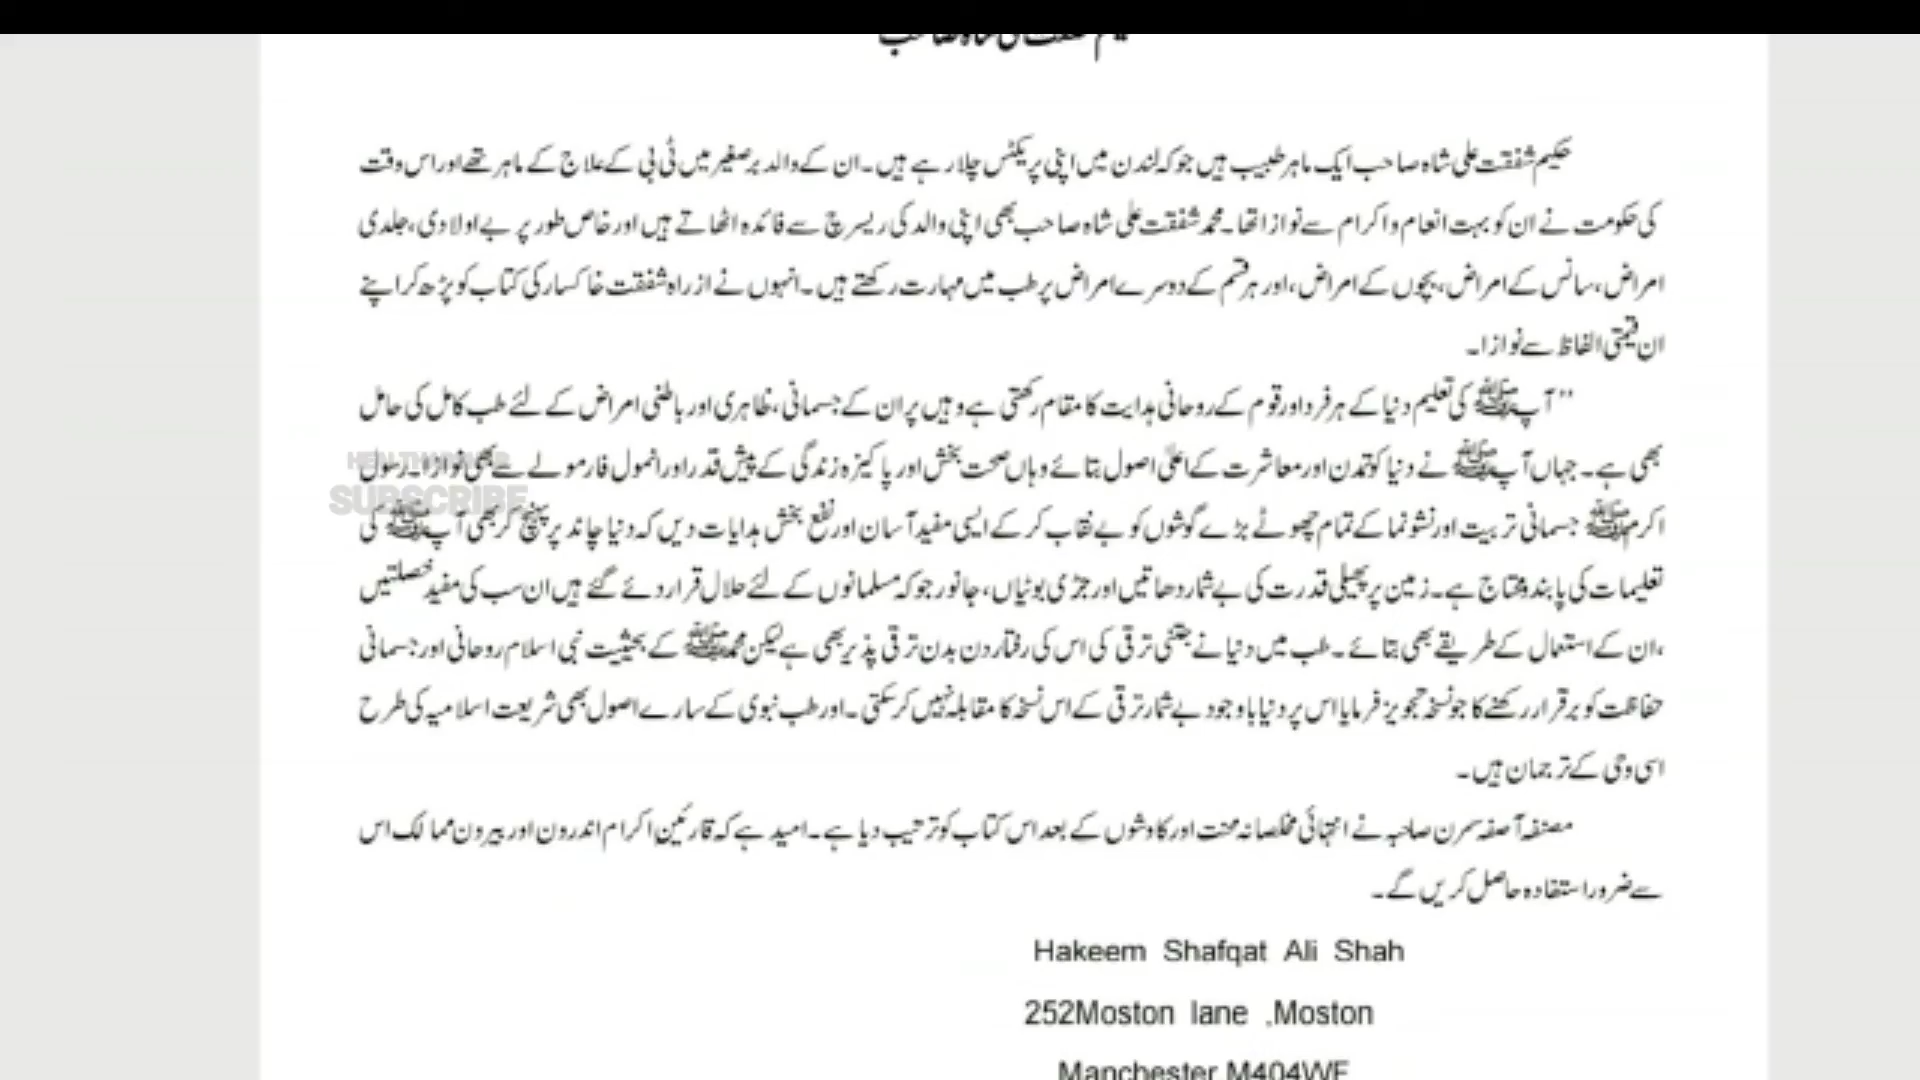 حکیم شفقت علی شاہ صاحب
حکیم شفقت علی شاہ صاحب ایک ماہر طبیب ہیں جو کہ لندن میں اپنی پریکٹس چلا رہے ہیں۔ ان کے والد برصغیر میں ٹی بی کے علاج کے ماہر تھے اور اس وقت
کی حکومت نے ان کو بہت انعام و اکرام سے نوازا تھا۔ محمد شفقت علی شاہ صاحب بھی اپنی والد کی ریسرچ سے فائدہ اٹھاتے ہیں اور خاص طور پر بے اولادی، جلدی
امراض، سانس کے امراض، بچوں کے امراض، اور ہر قسم کے دوسرے امراض پر طب میں مہارت رکھتے ہیں۔ انہوں نے از راہ شفقت خاکسار کی کتاب کو پڑھ کر اپنے
ان قیمتی الفاظ سے نوازا۔
’’ آپ ﷺ کی تعلیم دنیا کے ہر فرد اور قوم کے روحانی ہدایت کا مقام رکھتی ہے وہیں پر ان کے جسمانی، ظاہری اور باطنی امراض کے لئے طب کامل کی حامل
بھی ہے۔ جہاں آپ ﷺ نے دنیا کو تمدن اور معاشرت کے اعلیٰ اصول بتائے وہاں صحت بخش اور پاکیزہ زندگی کے بیش قدر اور انمول فارمولے سے بھی نوازا۔ رسول
اکرم ﷺ جسمانی تربیت اور نشو نما کے تمام چھوٹے بڑے گوشوں کو بے نقاب کر کے ایسی مفید آسان اور نفع بخش ہدایات دیں کہ دنیا چاند پر پہنچ کر بھی آپ ﷺ کی
تعلیمات کی پابند و محتاج ہے۔ زمین پر پھیلی قدرت کی بے شمار دھاتیں اور جڑی بوٹیاں، جانور جو کہ مسلمانوں کے لئے حلال قرار دئے گئے ہیں ان سب کی مفید خصلتیں
،ان کے استعمال کے طریقے بھی بتائے۔ طب میں دنیا نے جتنی ترقی کی اس کی رفتار دن بدن ترقی پذیر بھی ہے لیکن محمد ﷺ کے بحیثیت نبی اسلام روحانی اور جسمانی
حفاظت کو برقرار رکھنے کا جو نسخہ تجویز فرمایا اس پر دنیا باوجود بے شمار ترقی کے اس نسخہ کا مقابلہ نہیں کر سکتی۔ اور طب نبوی کے سارے اصول بھی شریعت اسلامیہ کی طرح
اسی وحی کے ترجمان ہیں۔
مصنفہ آصفہ سمرن صاحبہ نے انتہائی مخلصانہ محنت اور کاوشوں کے بعد اس کتاب کو ترتیب دیا ہے۔ امید ہے کہ قارئین اکرام اندرون اور بیرون ممالک اس
سے ضرور استفادہ حاصل کریں گے۔
Hakeem Shafqat Ali Shah
252Moston lane ,Moston
Manchester M404WF
SUBSCRIBE